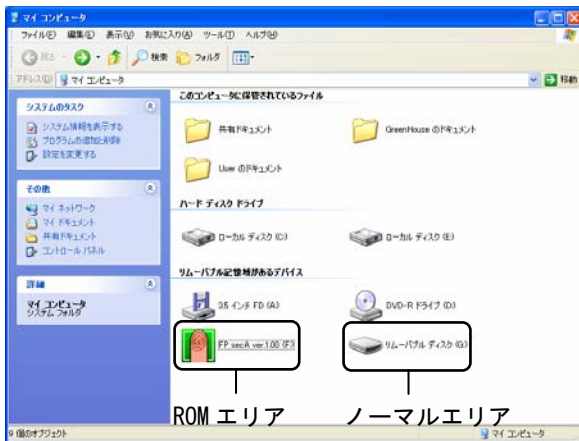 マイ コンピュータ
ファイル(F) 編集(E) 表示(V) お気に入り(A) ツール(T) ヘルプ(H)
戻る 検索 フォルダ
アドレス(D) マイ コンピュータ 移動
システムのタスク
システム情報を表示する
プログラムの追加と削除
設定を変更する
その他
マイ ネットワーク
マイ ドキュメント
共有ドキュメント
コントロール パネル
詳細
マイ コンピュータ
システム フォルダ
このコンピュータに保管されているファイル
共有ドキュメント
GreenHouse のドキュメント
User のドキュメント
ハード ディスク ドライブ
ローカル ディスク (C)
ローカル ディスク (E)
リムーバブル記憶域があるデバイス
3.5 インチ FD (A)
DVD-R ドライブ (D)
FP secA ver.1.00 (F)
リムーバブル ディスク (G)
ROM エリア
ノーマルエリア
9 個のオブジェクト
マイ コンピュータ